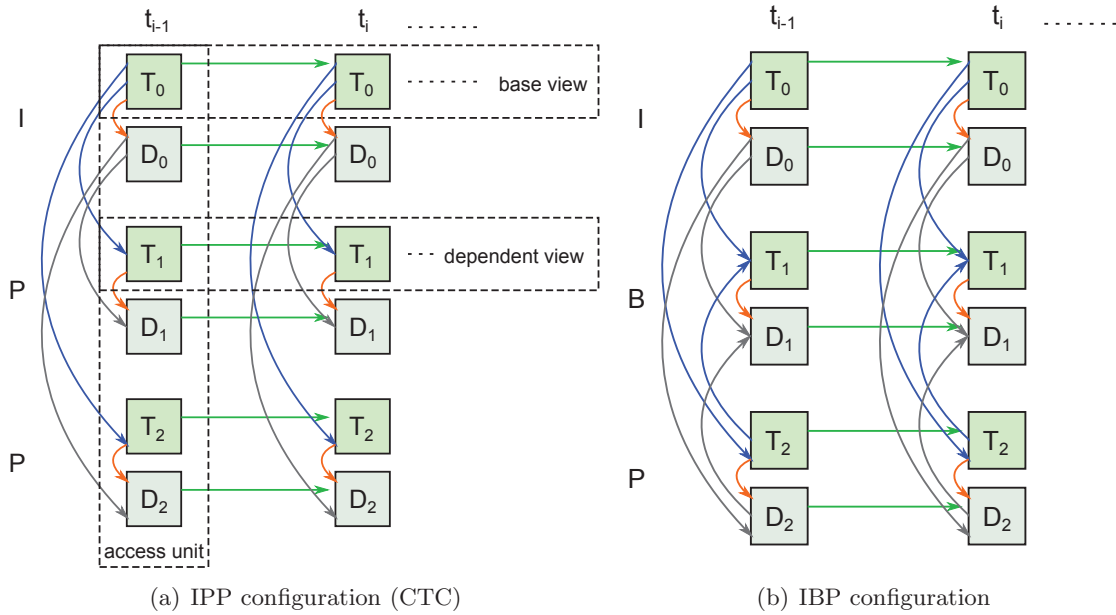 t_{i-1} t_i ........
t_{i-1} t_i ........
I T_0 T_0 ........ base view
D_0 D_0
P T_1 T_1 .... dependent view
D_1 D_1
P T_2 T_2
D_2 D_2
access unit
I T_0 T_0
D_0 D_0
B T_1 T_1
D_1 D_1
P T_2 T_2
D_2 D_2
(a) IPP configuration (CTC)
(b) IBP configuration